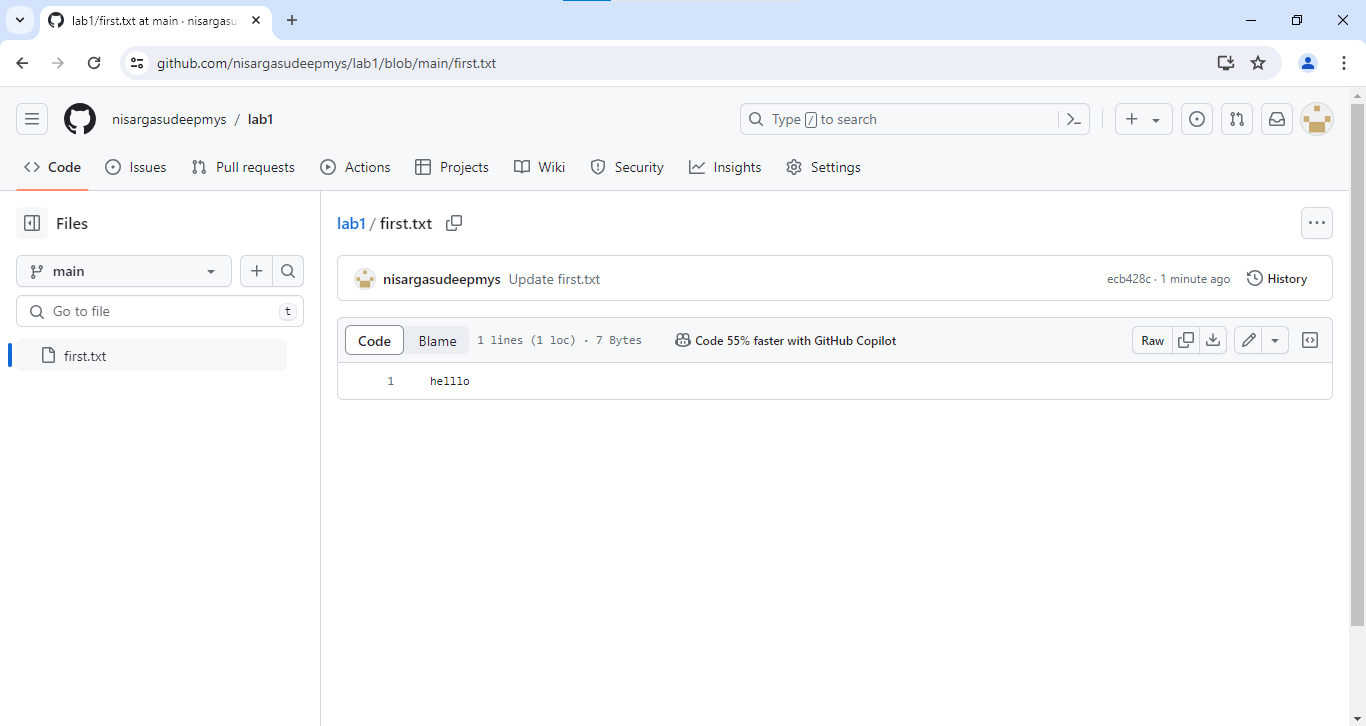 lab1/first.txt at main · nisargasu
github.com/nisargasudeepmys/lab1/blob/main/first.txt
nisargasudeepmys / lab1
Type / to search
Code Issues Pull requests Actions Projects Wiki Security Insights Settings
Files
lab1 / first.txt
main
nisargasudeepmys Update first.txt ecb428c · 1 minute ago History
Go to file t
Code Blame 1 lines (1 loc) · 7 Bytes Code 55% faster with GitHub Copilot Raw
first.txt
1 helllo